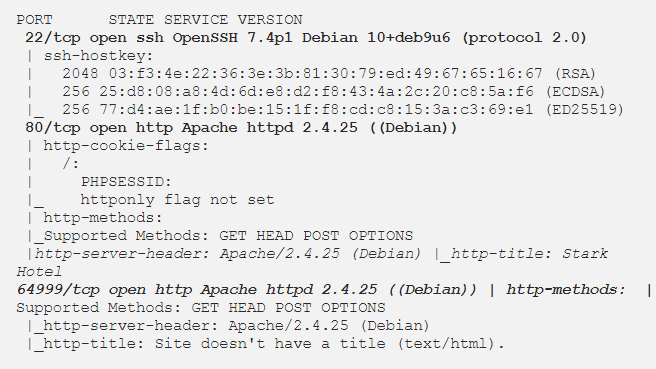 PORT STATE SERVICE VERSION
22/tcp open ssh OpenSSH 7.4p1 Debian 10+deb9u6 (protocol 2.0)
| ssh-hostkey:
| 2048 03:f3:4e:22:36:3e:3b:81:30:79:ed:49:67:65:16:67 (RSA)
| 256 25:d8:08:a8:4d:6d:e8:d2:f8:43:4a:2c:20:c8:5a:f6 (ECDSA)
|_ 256 77:d4:ae:1f:b0:be:15:1f:f8:cd:c8:15:3a:c3:69:e1 (ED25519)
80/tcp open http Apache httpd 2.4.25 ((Debian))
| http-cookie-flags:
| /:
| PHPSESSID:
|_ httponly flag not set
| http-methods:
|_Supported Methods: GET HEAD POST OPTIONS
|http-server-header: Apache/2.4.25 (Debian) |_http-title: Stark
Hotel
64999/tcp open http Apache httpd 2.4.25 ((Debian)) | http-methods: |
Supported Methods: GET HEAD POST OPTIONS
|_http-server-header: Apache/2.4.25 (Debian)
|_http-title: Site doesn't have a title (text/html).